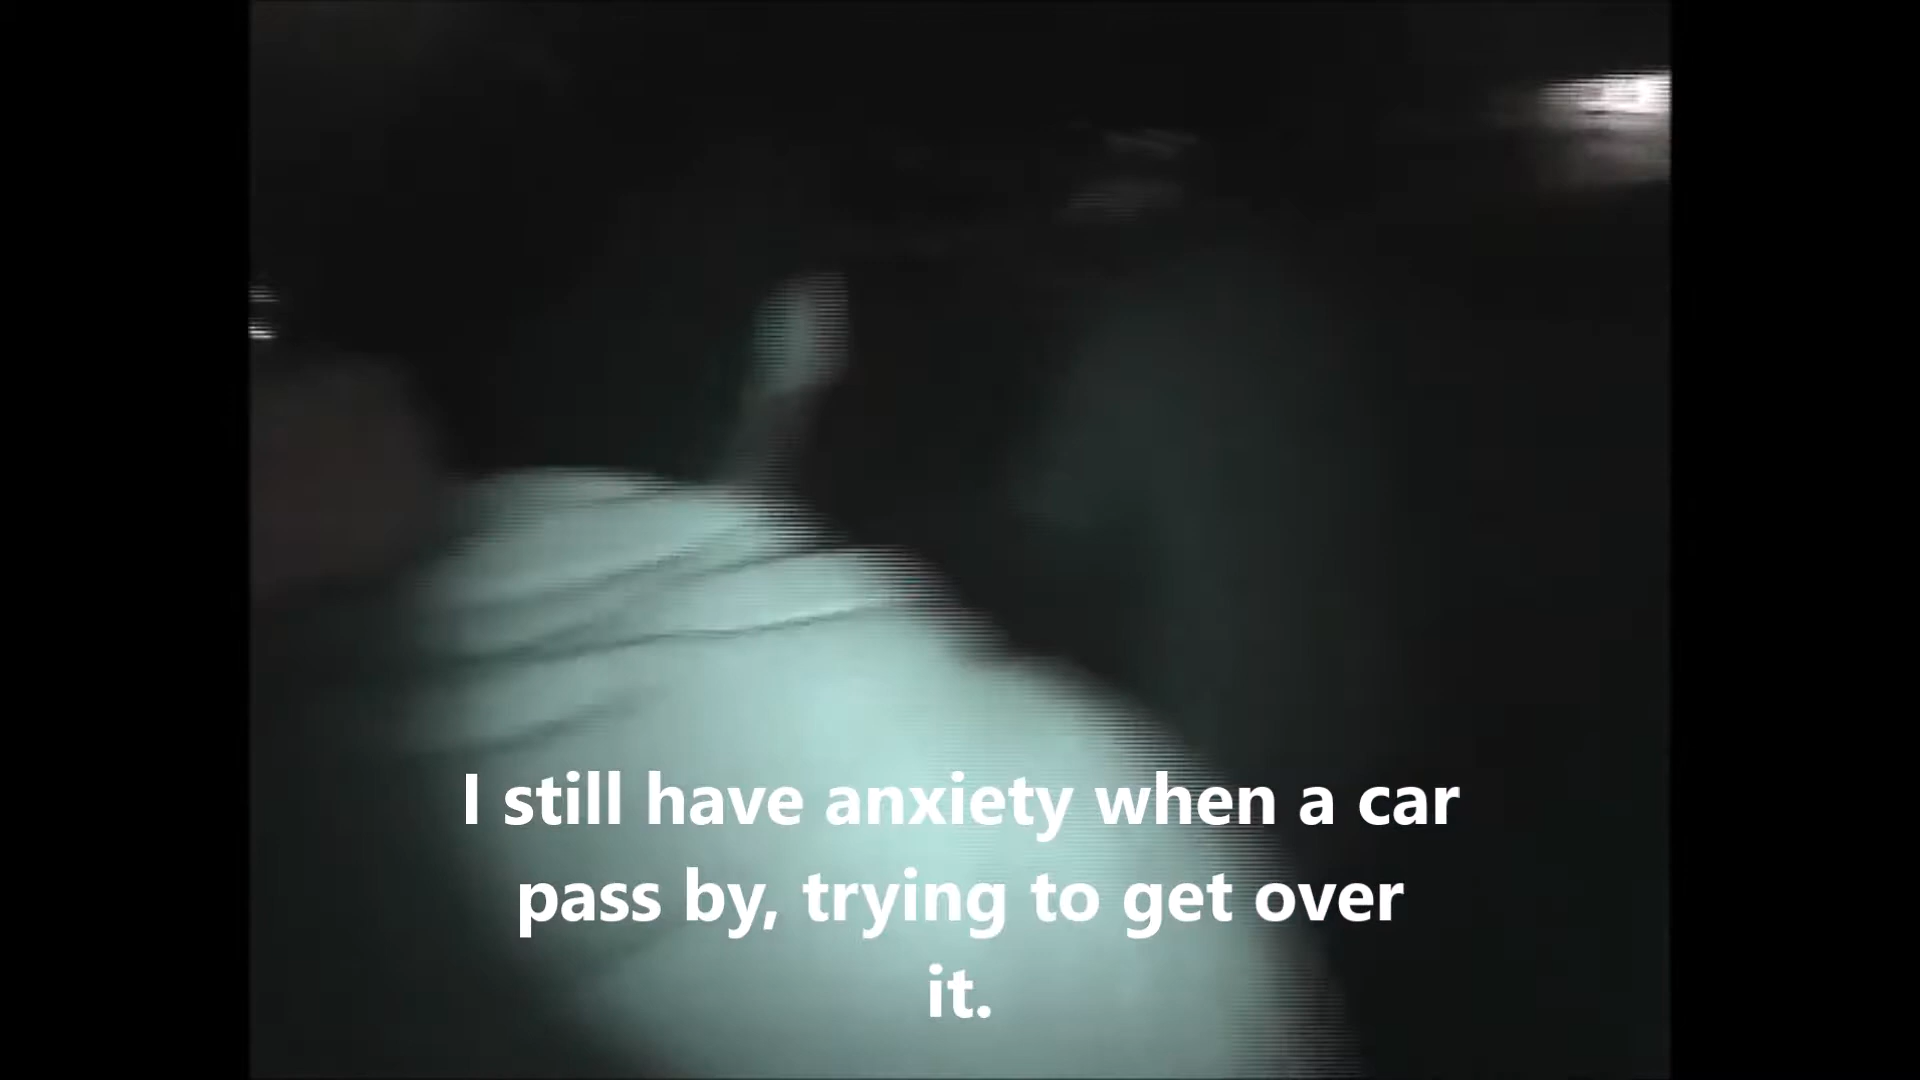 I still have anxiety when a car
pass by, trying to get over
it.